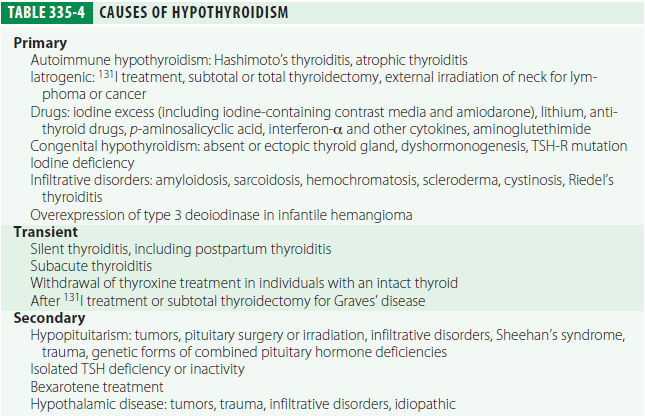 TABLE 335-4 CAUSES OF HYPOTHYROIDISM
Primary
Autoimmune hypothyroidism: Hashimoto's thyroiditis, atrophic thyroiditis
Iatrogenic: ¹³¹I treatment, subtotal or total thyroidectomy, external irradiation of neck for lym-
phoma or cancer
Drugs: iodine excess (including iodine-containing contrast media and amiodarone), lithium, anti-
thyroid drugs, p-aminosalicyclic acid, interferon-α and other cytokines, aminoglutethimide
Congenital hypothyroidism: absent or ectopic thyroid gland, dyshormonogenesis, TSH-R mutation
Iodine deficiency
Infiltrative disorders: amyloidosis, sarcoidosis, hemochromatosis, scleroderma, cystinosis, Riedel's
thyroiditis
Overexpression of type 3 deoiodinase in infantile hemangioma
Transient
Silent thyroiditis, including postpartum thyroiditis
Subacute thyroiditis
Withdrawal of thyroxine treatment in individuals with an intact thyroid
After ¹³¹I treatment or subtotal thyroidectomy for Graves' disease
Secondary
Hypopituitarism: tumors, pituitary surgery or irradiation, infiltrative disorders, Sheehan's syndrome,
trauma, genetic forms of combined pituitary hormone deficiencies
Isolated TSH deficiency or inactivity
Bexarotene treatment
Hypothalamic disease: tumors, trauma, infiltrative disorders, idiopathic